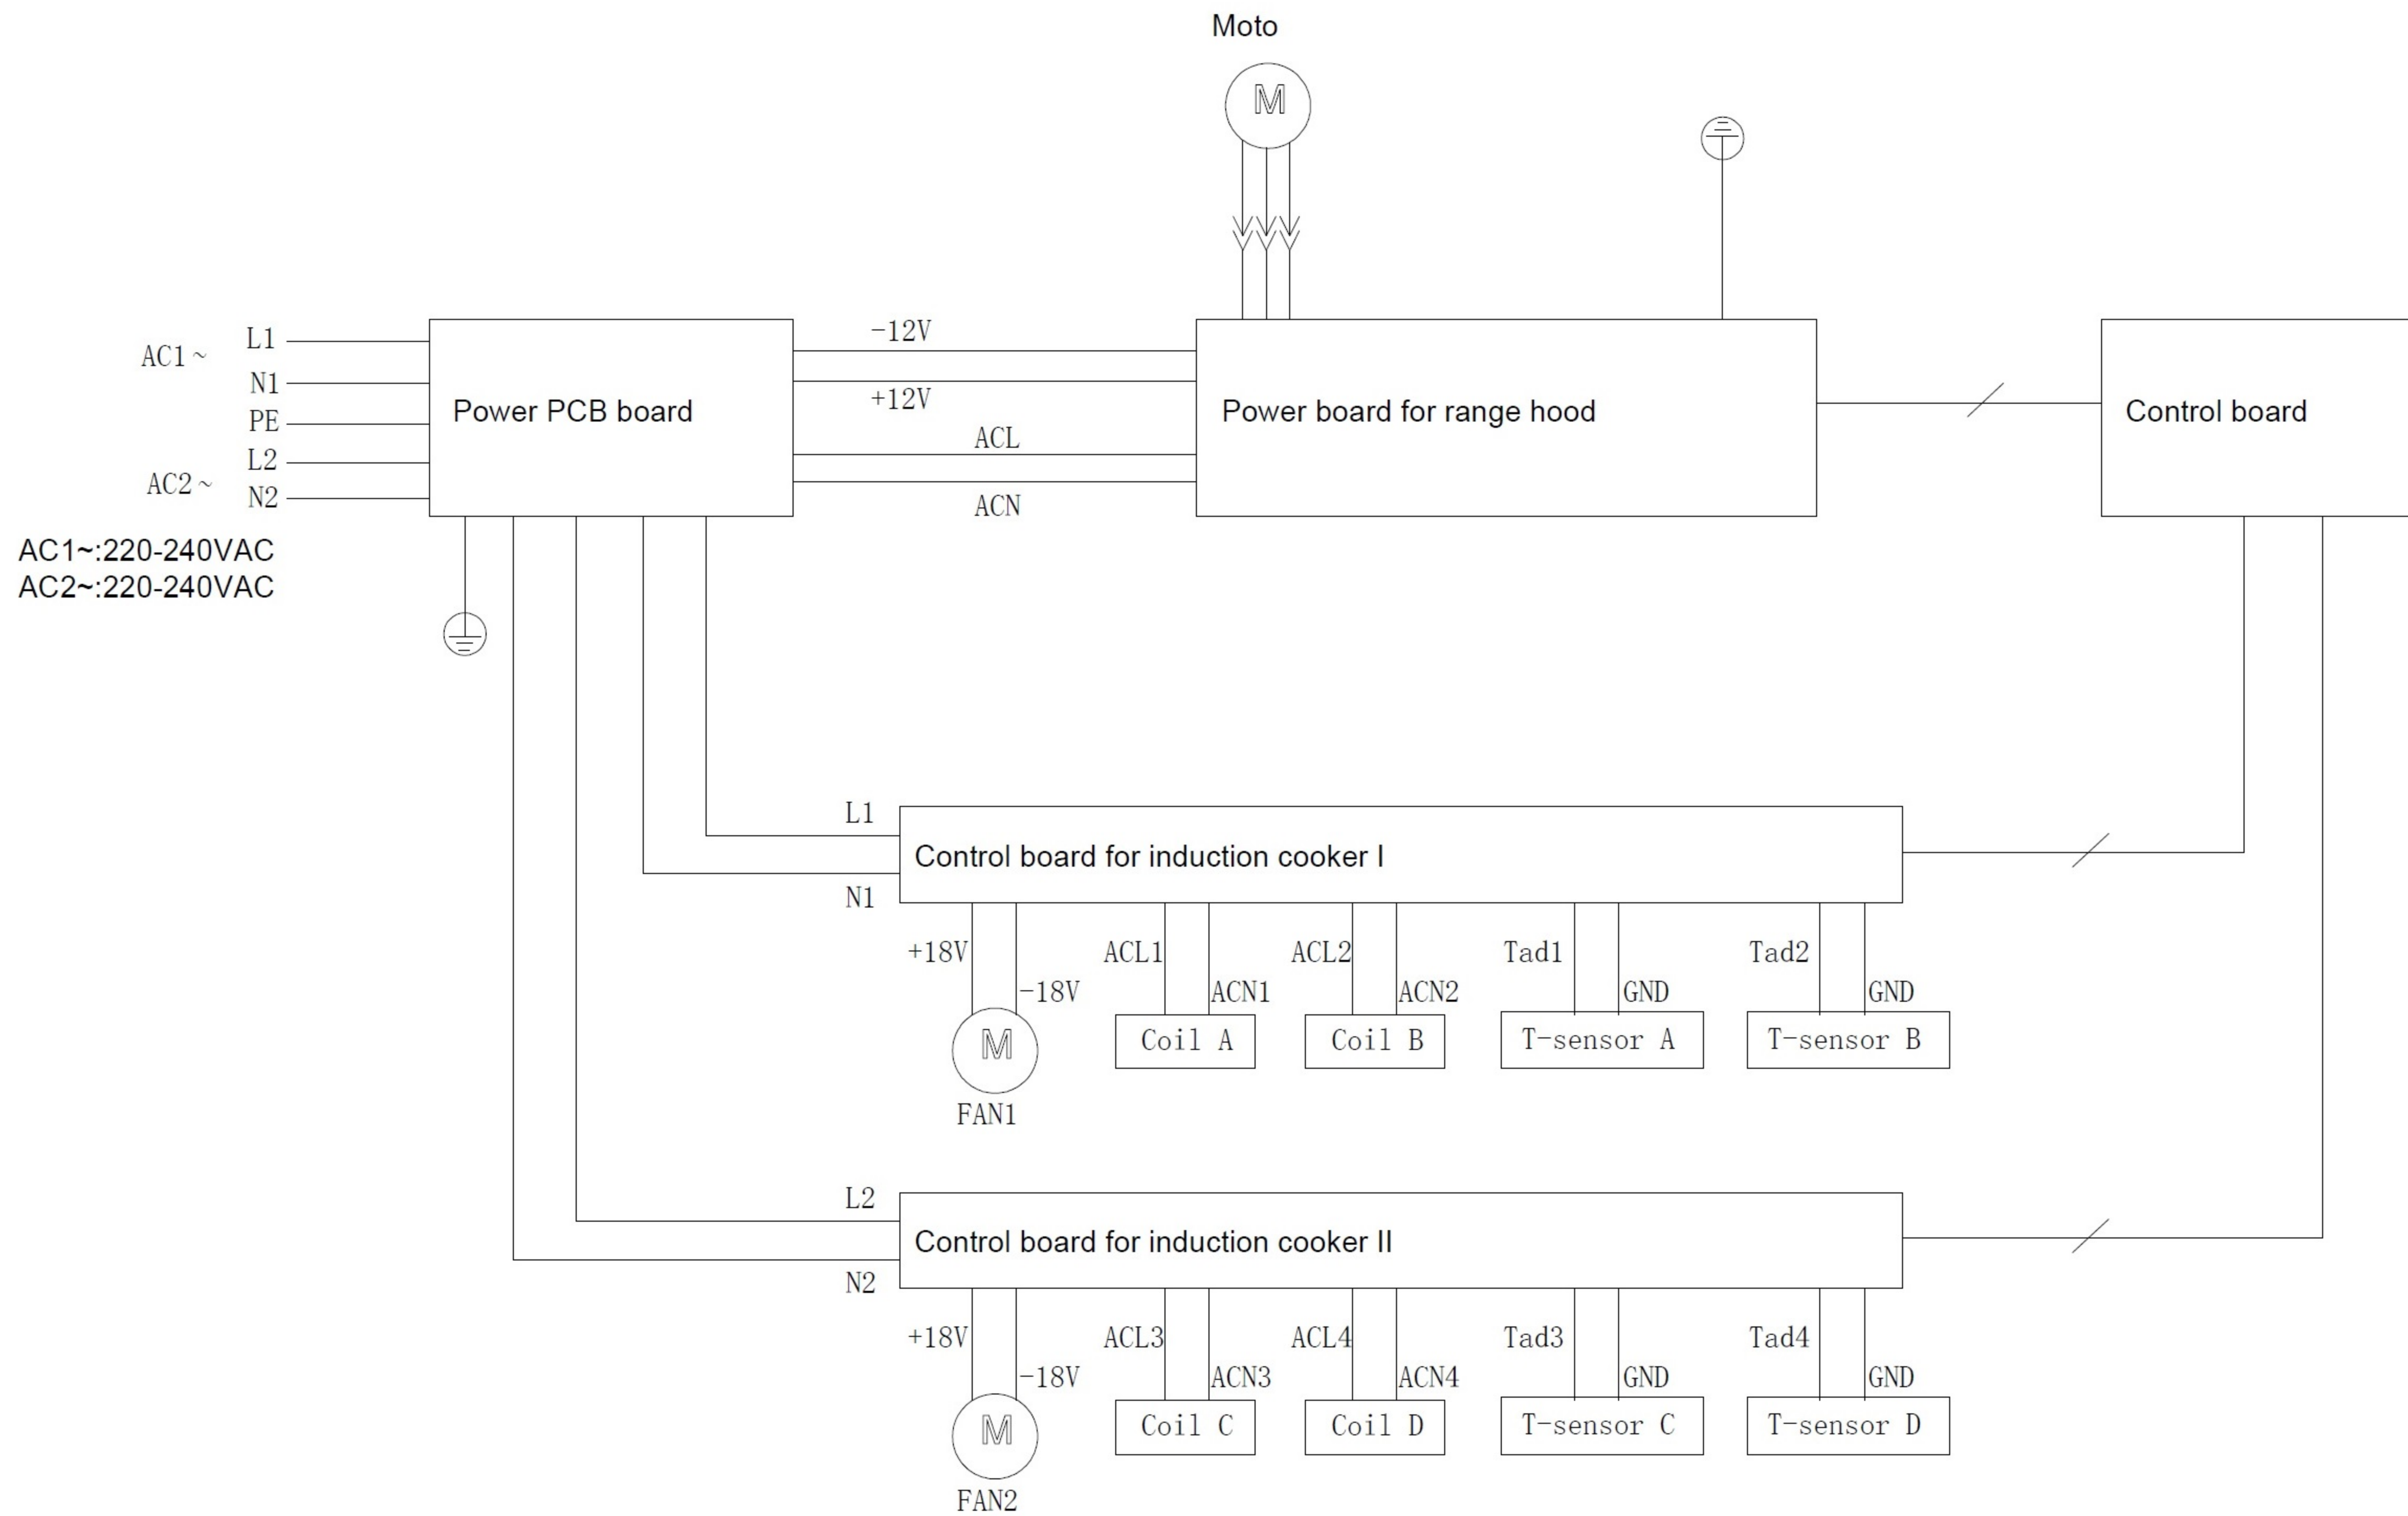 Moto
M
AC1~
L1
N1
PE
AC2~
L2
N2
AC1~:220-240VAC
AC2~:220-240VAC
Power PCB board
-12V
+12V
ACL
ACN
Power board for range hood
Control board
L1
N1
Control board for induction cooker I
+18V
-18V
ACL1
ACN1
ACL2
ACN2
Tad1
GND
Tad2
GND
M
FAN1
Coil A
Coil B
T-sensor A
T-sensor B
L2
N2
Control board for induction cooker II
+18V
-18V
ACL3
ACN3
ACL4
ACN4
Tad3
GND
Tad4
GND
M
FAN2
Coil C
Coil D
T-sensor C
T-sensor D